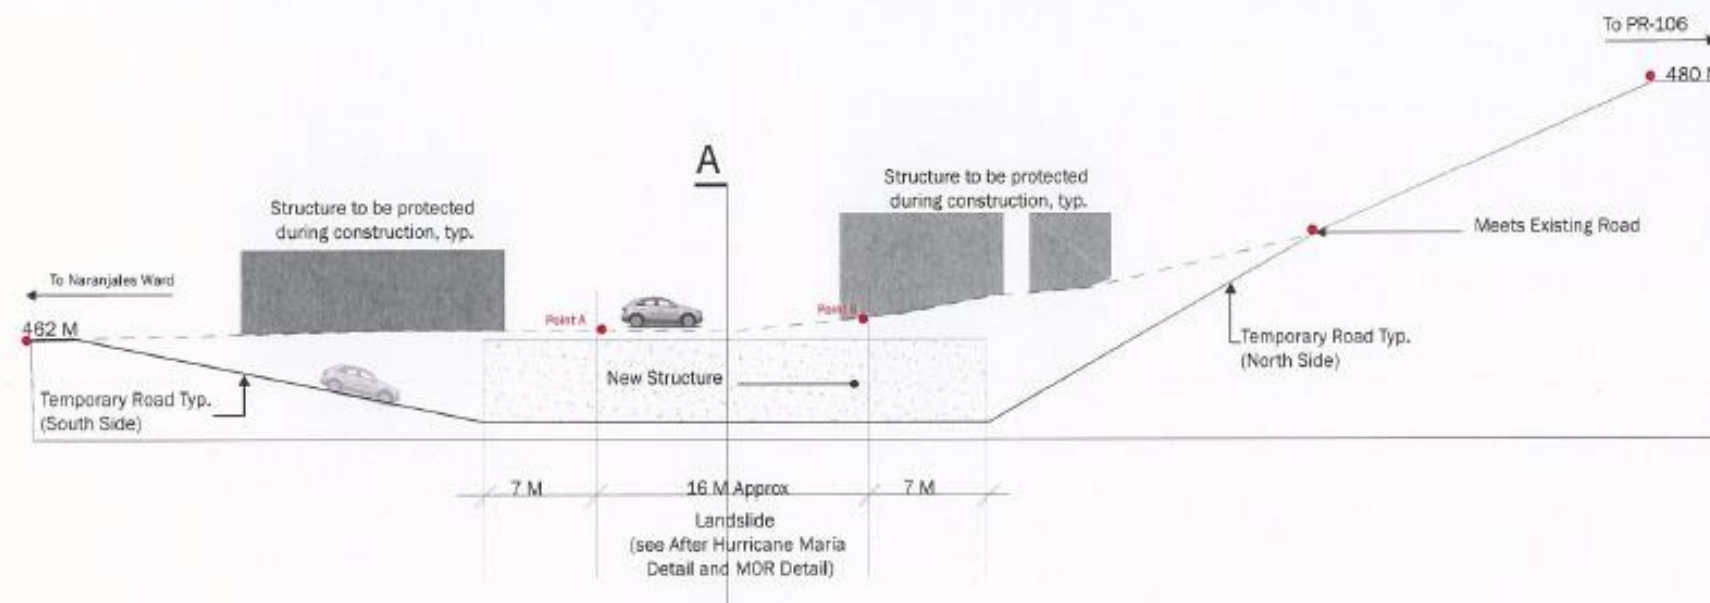 To PR-106
480 M
A
Structure to be protected
during construction, typ.
Structure to be protected
during construction, typ.
Meets Existing Road
To Naranjales Ward
462 M
Point A
Point B
Temporary Road Typ.
(North Side)
New Structure
Temporary Road Typ.
(South Side)
7 M
16 M Approx
7 M
Landslide
(see After Hurricane Maria
Detail and MOR Detail)